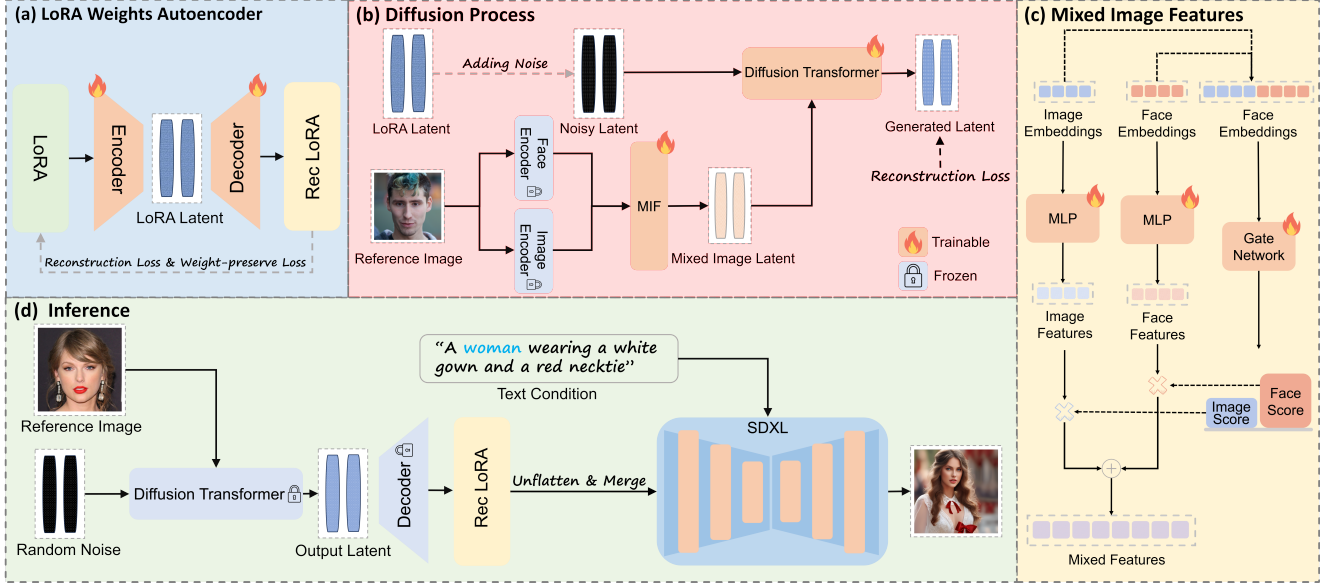 (a) LoRA Weights Autoencoder
LoRA
Encoder
LoRA Latent
Decoder
Rec LoRA
Reconstruction Loss & Weight-preserve Loss
(b) Diffusion Process
LoRA Latent
Adding Noise
Noisy Latent
Diffusion Transformer
Generated Latent
Reconstruction Loss
Reference Image
Face
Encoder
Image
Encoder
MIF
Mixed Image Latent
Trainable
Frozen
(c) Mixed Image Features
Image
Embeddings
Face
Embeddings
Face
Embeddings
MLP
MLP
Gate
Network
Image
Features
Face
Features
Image
Score
Face
Score
Mixed Features
(d) Inference
Reference Image
Random Noise
Diffusion Transformer
Output Latent
Decoder
Rec LoRA
Unflatten & Merge
“A woman wearing a white
gown and a red necktie”
Text Condition
SDXL